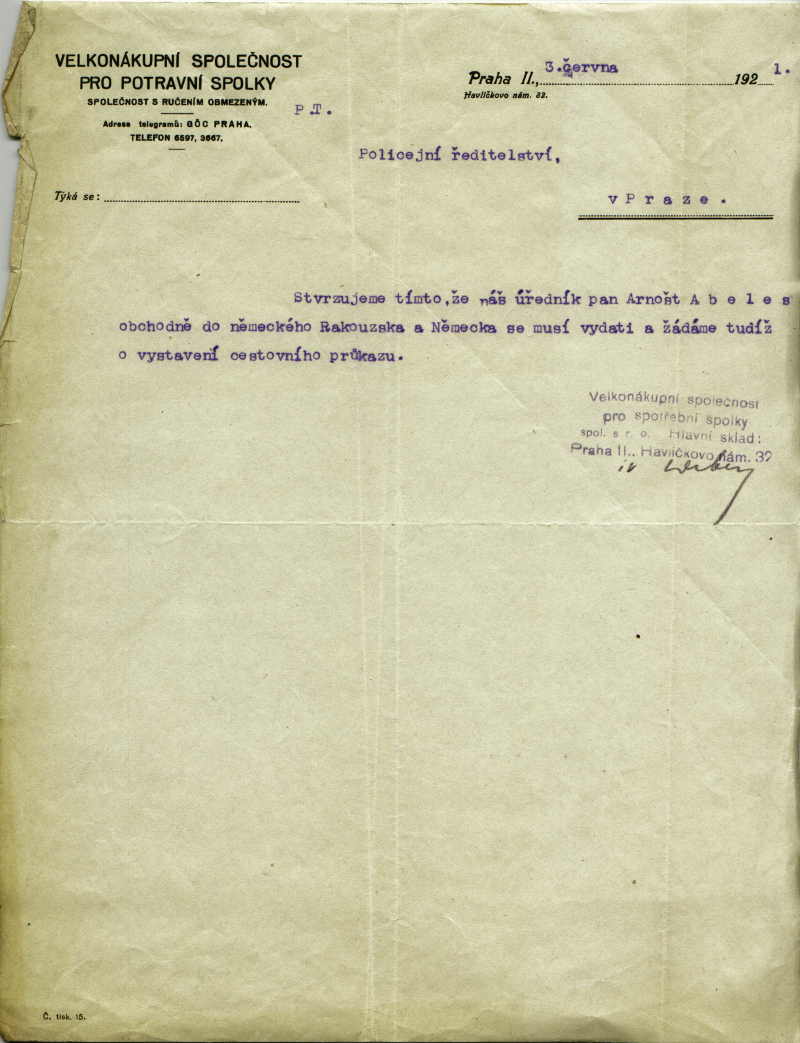 VELKONÁKUPNÍ SPOLEČNOST
PRO POTRAVNÍ SPOLKY
SPOLEČNOST S RUČENÍM OBMEZENÝM.
Adresa telegramů: GÖC PRAHA.
TELEFON 6597, 3667.
Praha II., 3.června 1921.
Havlíčkovo nám. 32.
P.T.
Policejní ředitelství,
Týká se:
v P r a z e .
Stvrzujeme tímto,že náš úředník pan Arnošt A b e l e s
obchodně do německého Rakouzska a Německa se musí vydati a žádáme tudíž
o vystavení cestovního průkazu.
Velkonákupní společnost
pro spotřební spolky
spol. s r. o. Hlavní sklad:
Praha II., Havlíčkovo nám. 32
Č. tisk. 15.